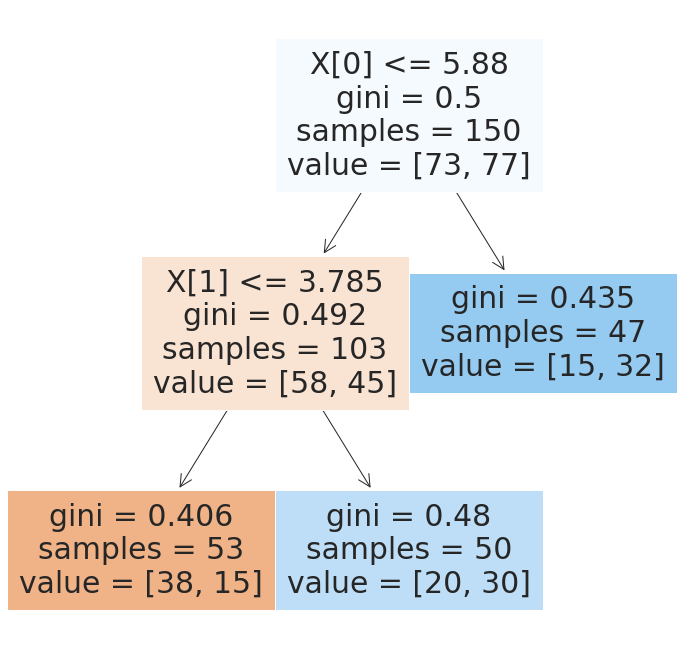 X[0] <= 5.88
gini = 0.5
samples = 150
value = [73, 77]
X[1] <= 3.785
gini = 0.492
samples = 103
value = [58, 45]
gini = 0.435
samples = 47
value = [15, 32]
gini = 0.406
samples = 53
value = [38, 15]
gini = 0.48
samples = 50
value = [20, 30]